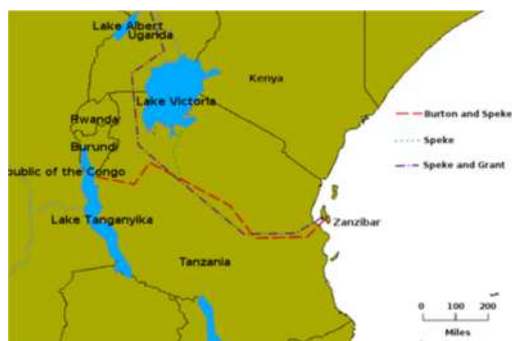 Lake Albert
Uganda
Kenya
Lake Victoria
Rwanda
Burundi
public of the Congo
Lake Tanganyika
Tanzania
Zanzibar
Burton and Speke
Speke
Speke and Grant
0 100 200
Miles